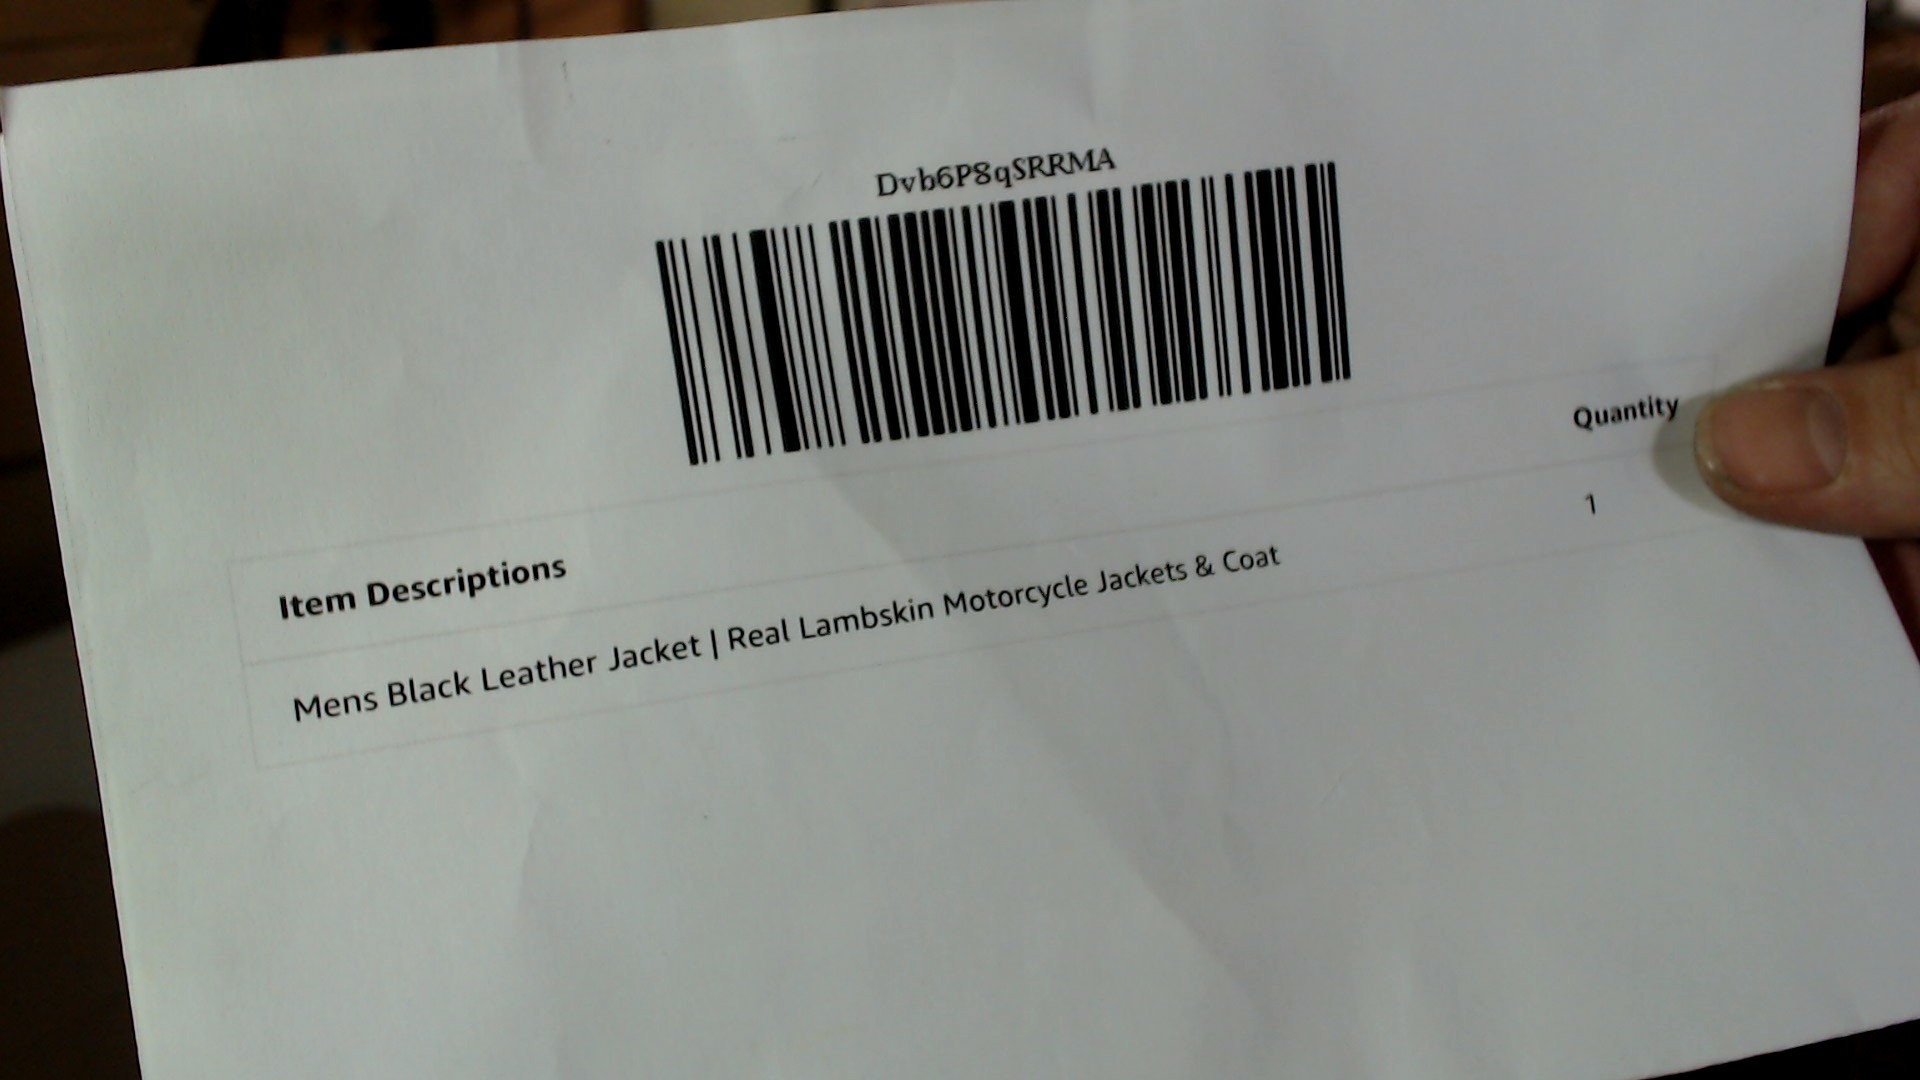 Dvb6P8qSRRMA
Item Descriptions Quantity
Mens Black Leather Jacket | Real Lambskin Motorcycle Jackets & Coat 1